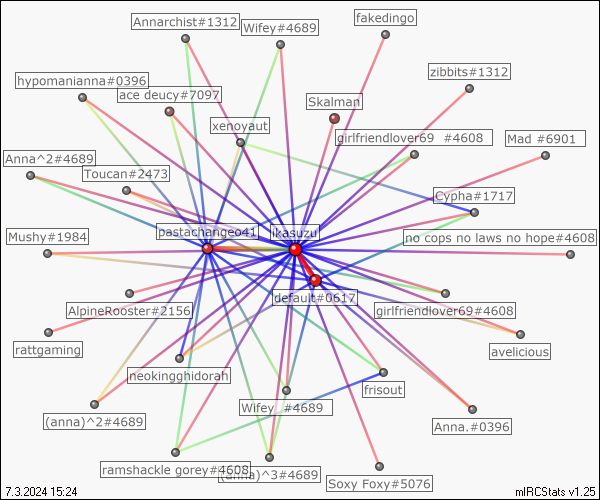 Annarchist#1312
Wifey#4689
fakedingo
zibbits#1312
hypomanianna#0396
ace deucy#7097
Skalman
xenoyaut
girlfriendlover69 #4608
Mad #6901
Anna^2#4689
Toucan#2473
Cypha#1717
pastachangeo41
ikasuzu
Mushy#1984
no cops no laws no hope#4608
default#0617
AlpineRooster#2156
girlfriendlover69#4608
rattgaming
avelicious
neokingghidorah
frisout
Wifey #4689
(anna)^2#4689
Anna.#0396
ramshackle gorey#4608
(anna)^3#4689
Soxy Foxy#5076
7.3.2024 15:24
mIRCStats v1.25